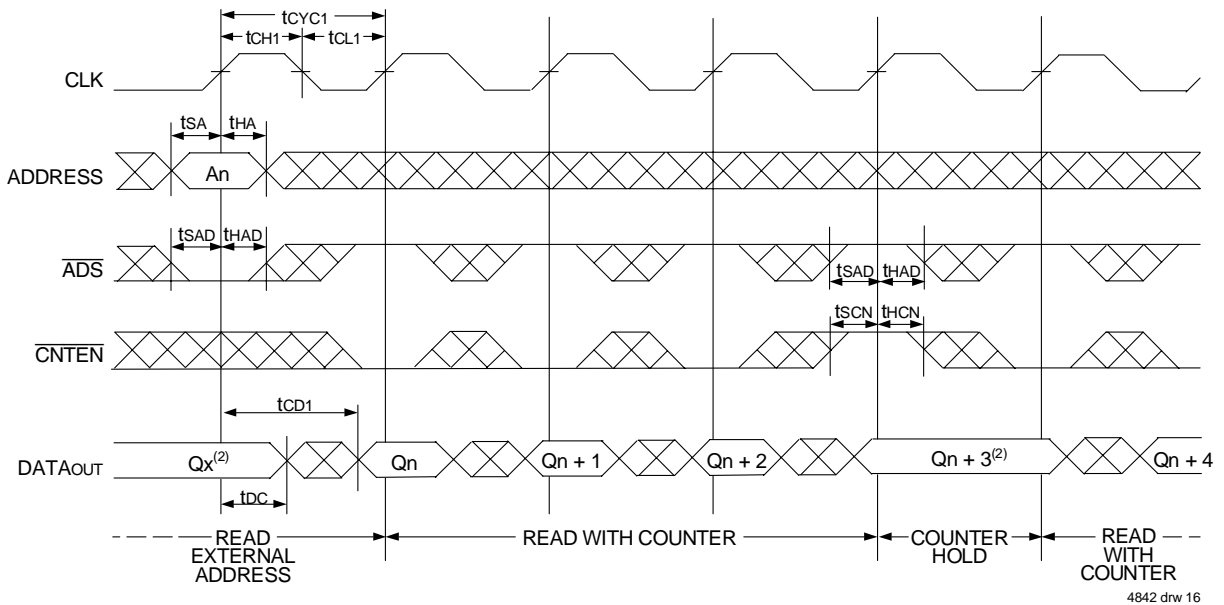 tCYC1
tCH1 tCL1
CLK
tSA tHA
ADDRESS An
tSAD tHAD
ADS
tSAD tHAD
tSCN tHCN
CNTEN
tCD1
DATAOUT Qx(2) Qn Qn + 1 Qn + 2 Qn + 3(2) Qn + 4
tDC
READ EXTERNAL ADDRESS
READ WITH COUNTER
COUNTER HOLD
READ WITH COUNTER
4842 drw 16